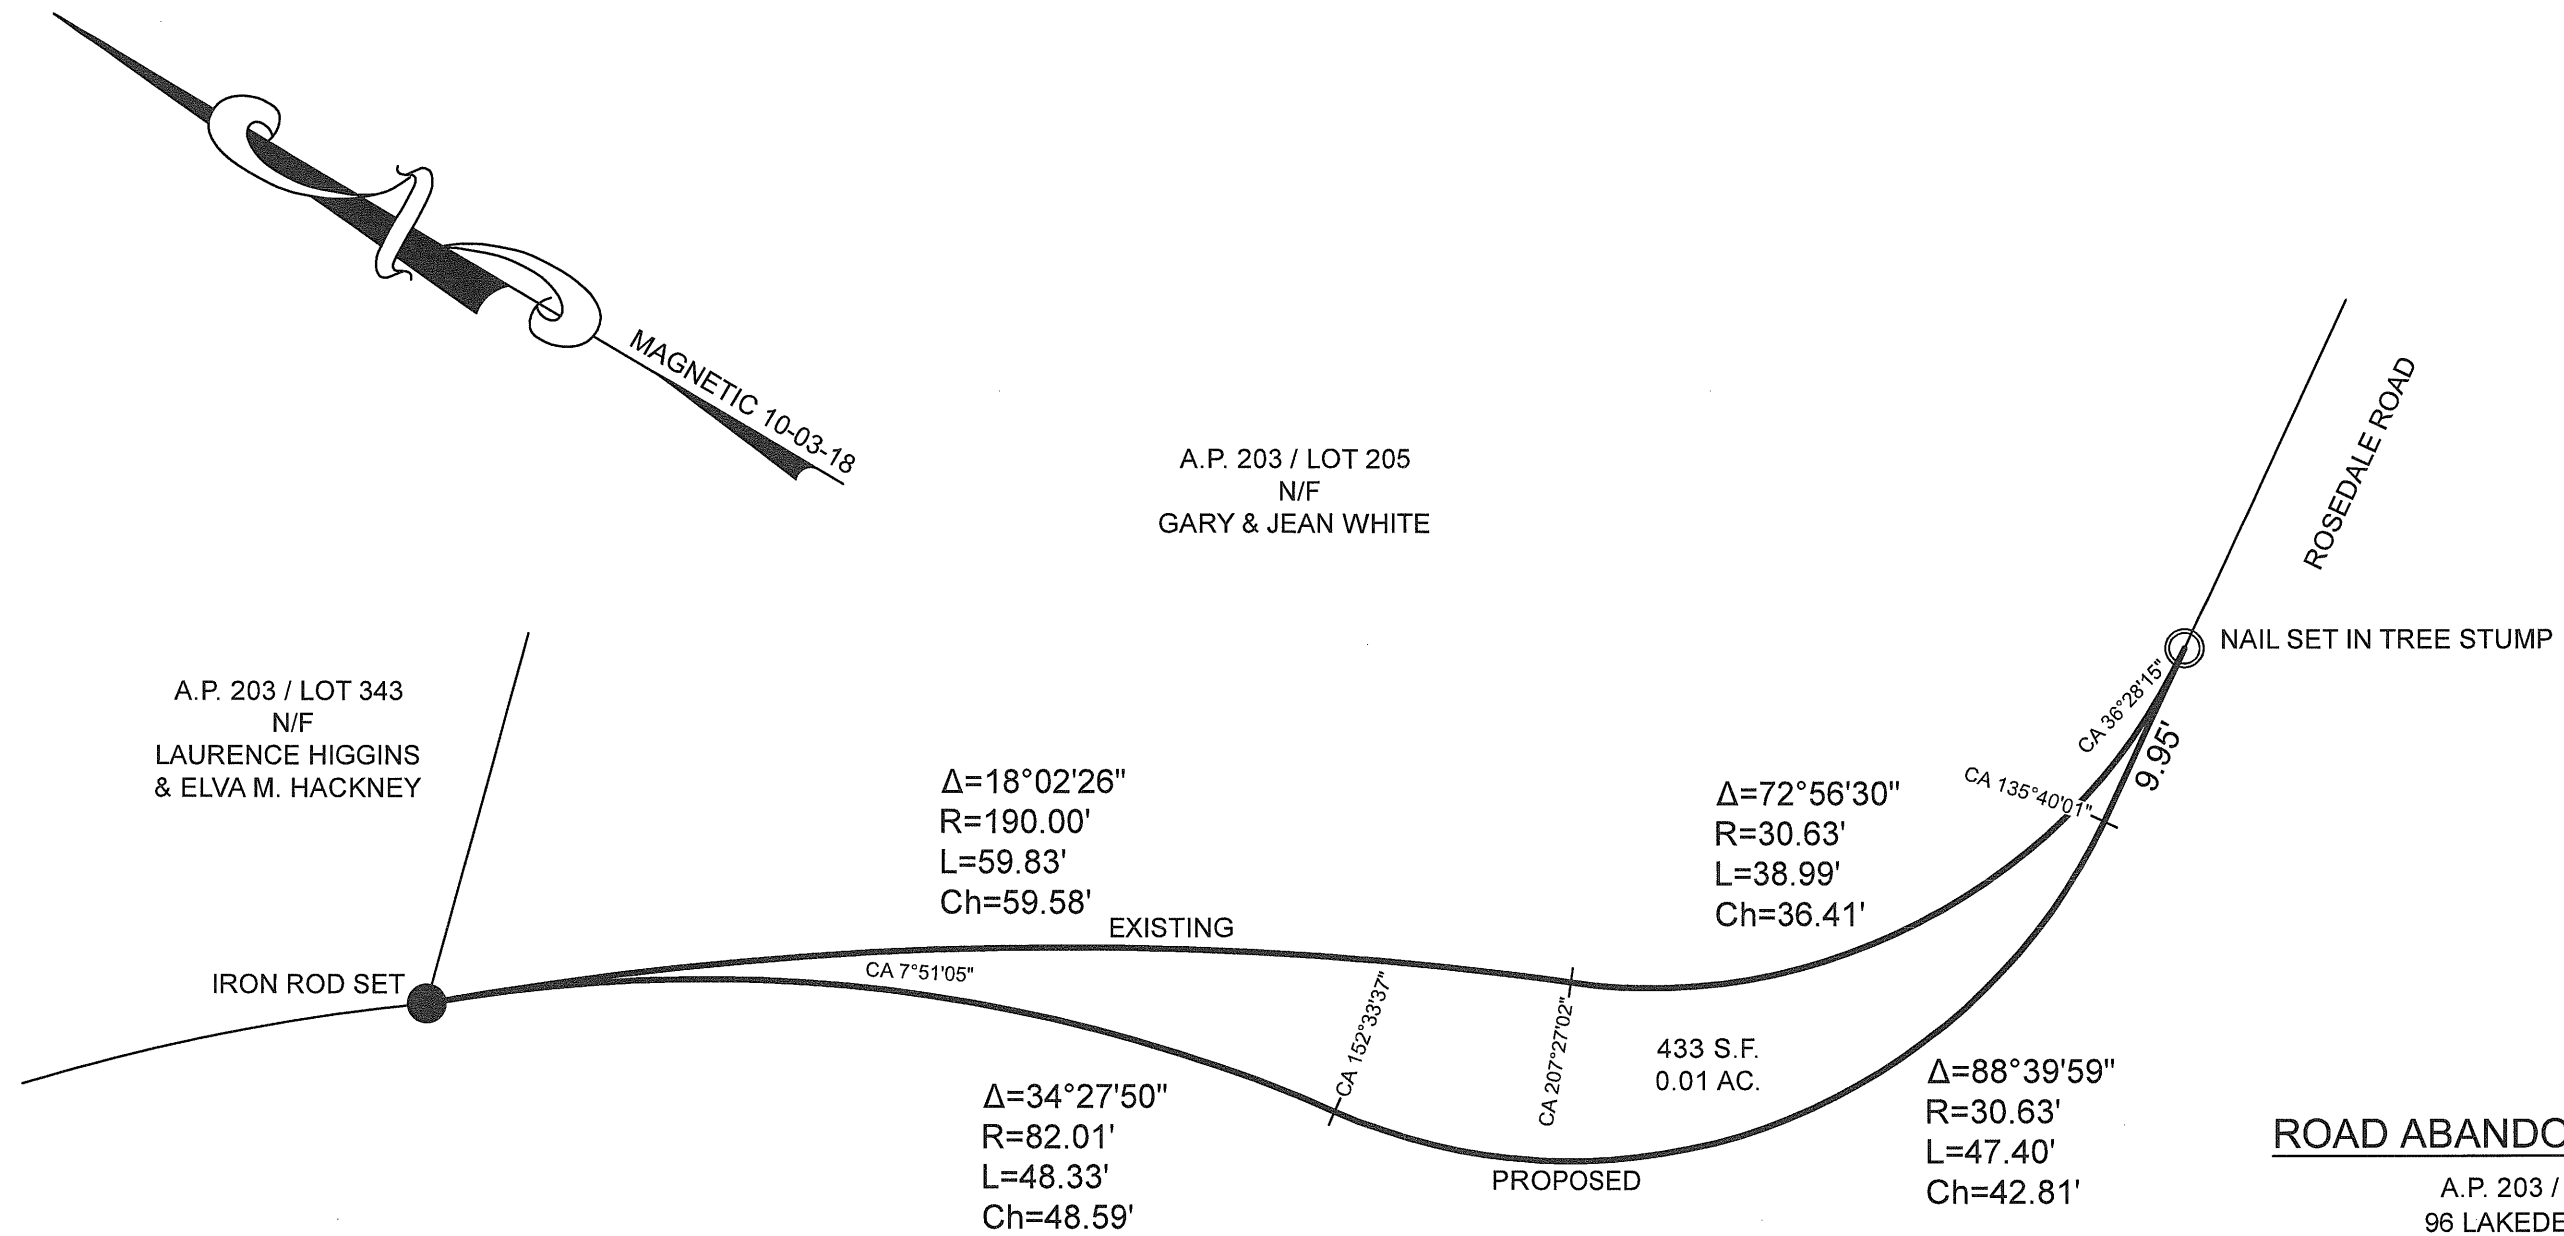 MAGNETIC 10-03-18
A.P. 203 / LOT 205
N/F
GARY & JEAN WHITE
ROSEDALE ROAD
NAIL SET IN TREE STUMP
A.P. 203 / LOT 343
N/F
LAURENCE HIGGINS
& ELVA M. HACKNEY
CA 36°28'15"
9.95'
CA 135°40'01"
Δ=18°02'26"
R=190.00'
L=59.83'
Ch=59.58'
Δ=72°56'30"
R=30.63'
L=38.99'
Ch=36.41'
EXISTING
IRON ROD SET
CA 7°51'05"
CA 152°33'37"
CA 207°27'02"
433 S.F.
0.01 AC.
Δ=34°27'50"
R=82.01'
L=48.33'
Ch=48.59'
PROPOSED
Δ=88°39'59"
R=30.63'
L=47.40'
Ch=42.81'
ROAD ABANDO
A.P. 203 /
96 LAKEDE